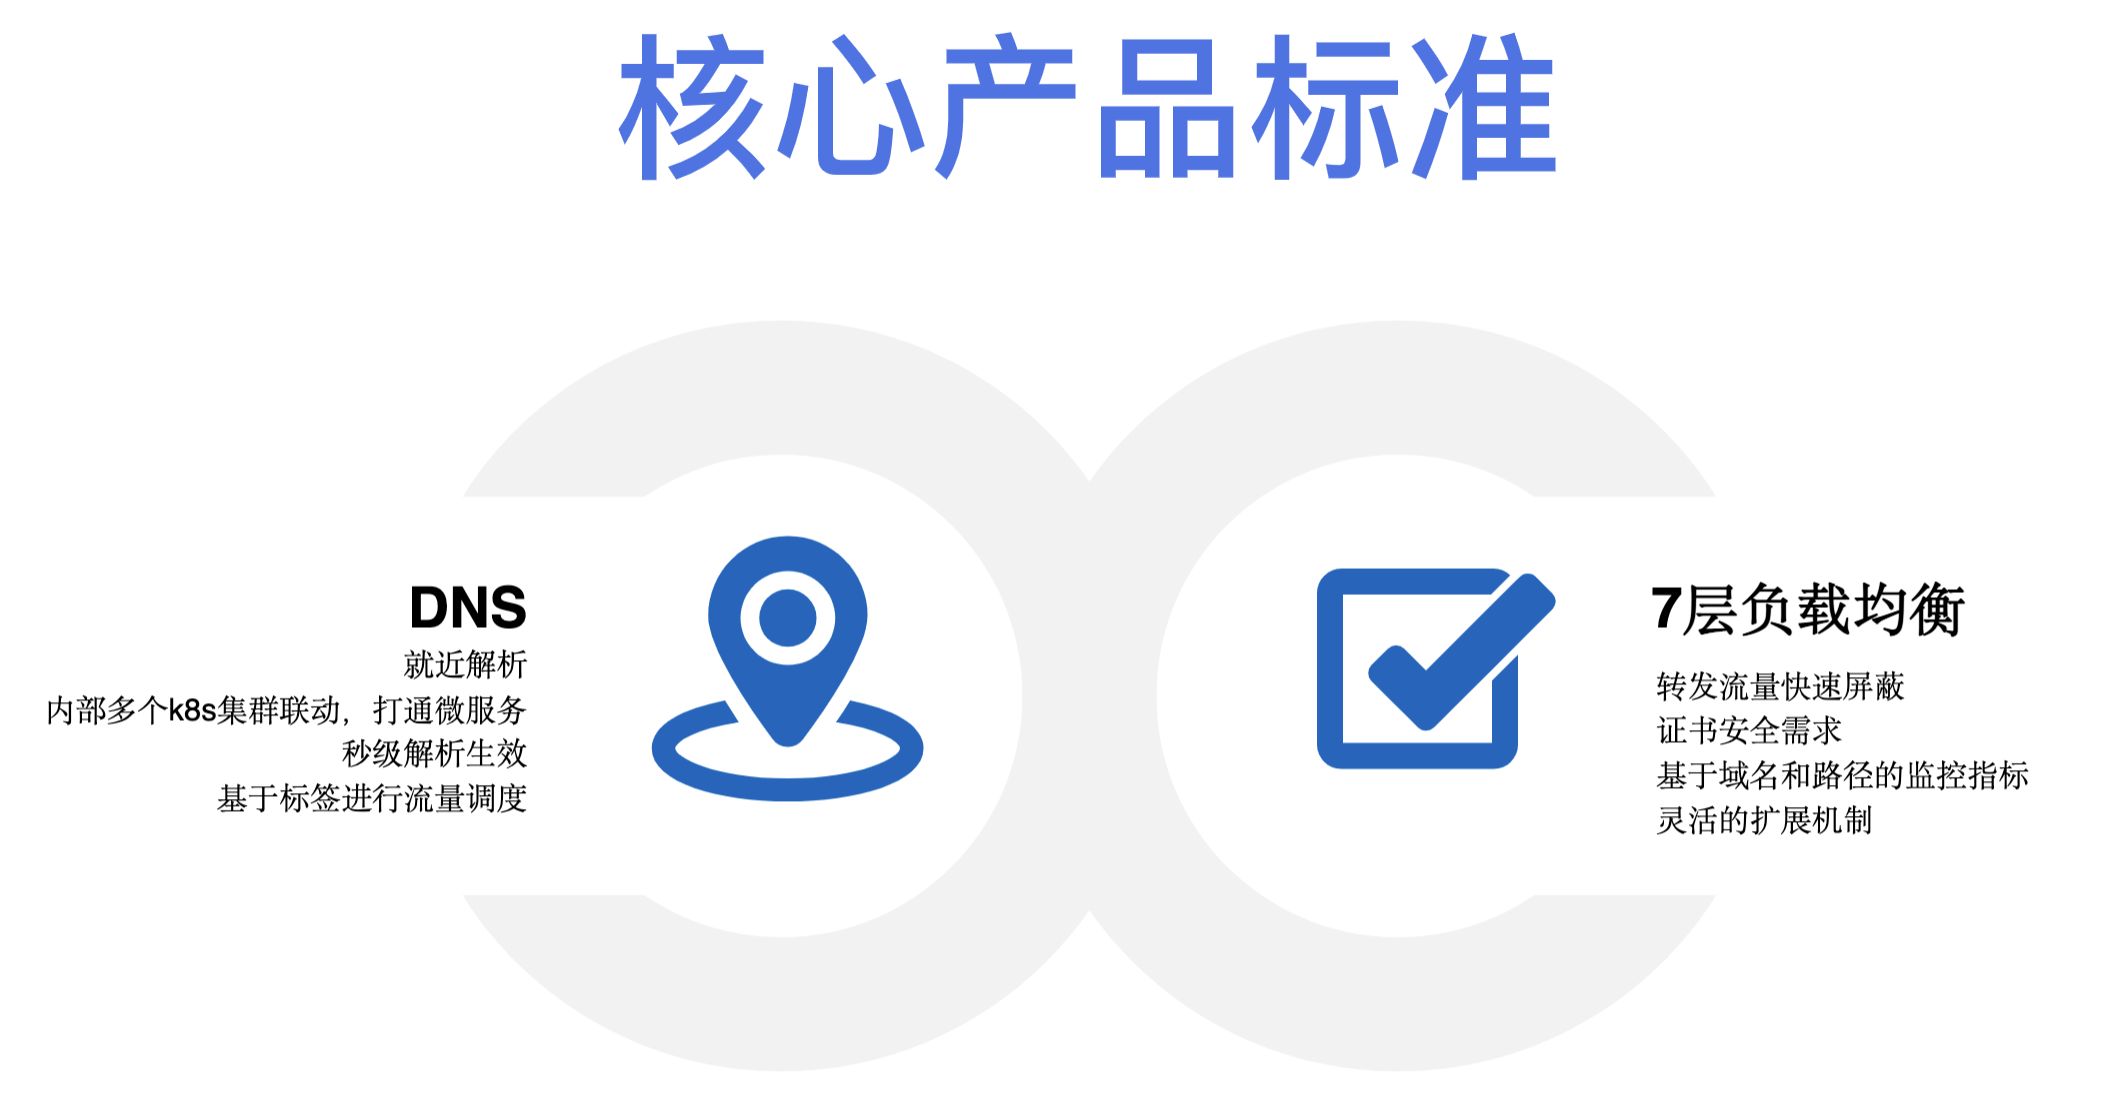 核心产品标准
DNS
就近解析
内部多个k8s集群联动，打通微服务
秒级解析生效
基于标签进行流量调度
7层负载均衡
转发流量快速屏蔽
证书安全需求
基于域名和路径的监控指标
灵活的扩展机制